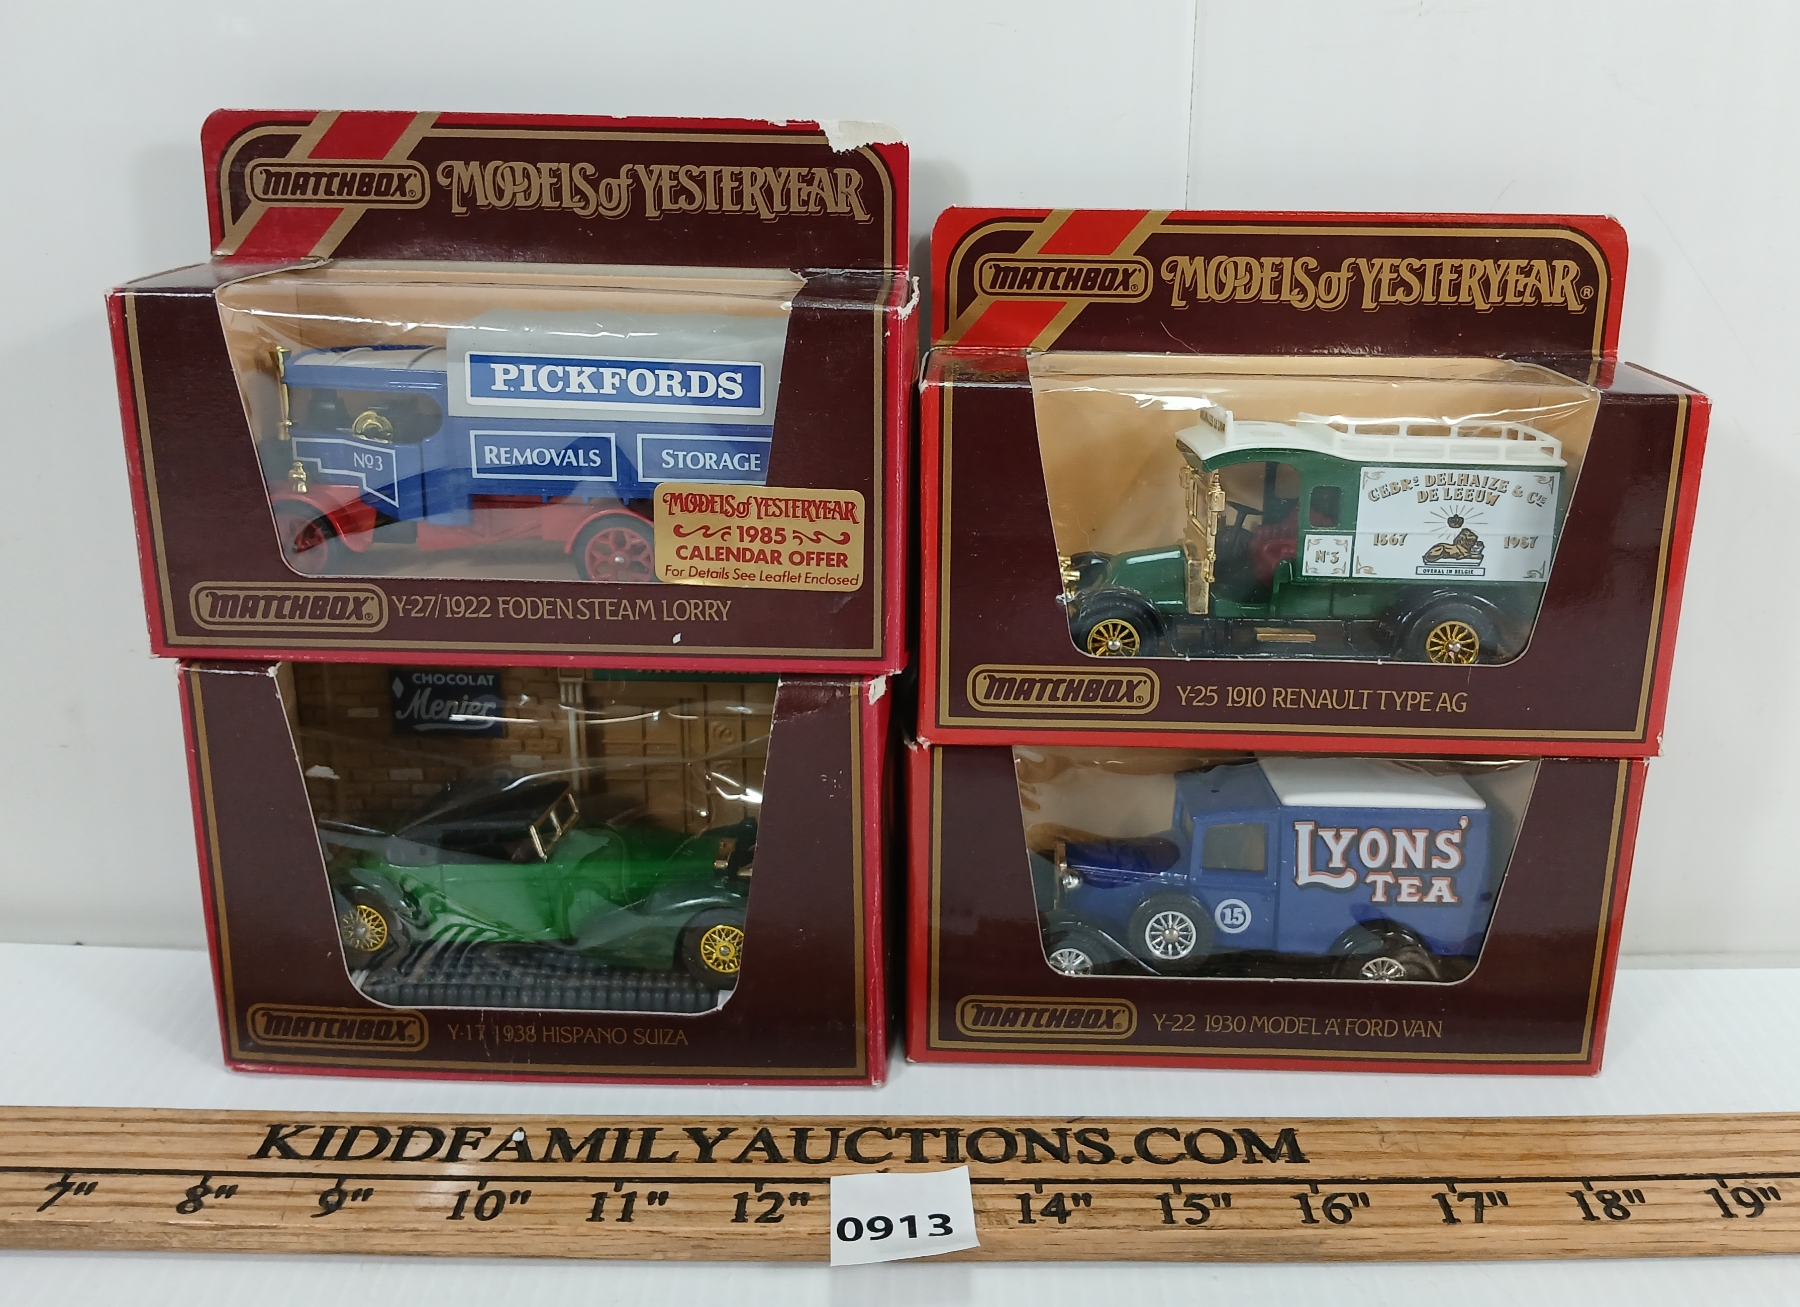 MATCHBOX® MODELS of YESTERYEAR
PICKFORDS
No3
REMOVALS
STORAGE
MODELS of YESTERYEAR
1985
CALENDAR OFFER
For Details See Leaflet Enclosed
MATCHBOX® Y-27/1922 FODEN STEAM LORRY
MATCHBOX® MODELS of YESTERYEAR®
GEBRS DELHAIZE & CIE
DE LEEUW
1867
1967
Nº3
OVERAL IN BELGIE
MATCHBOX® Y-25 1910 RENAULT TYPE AG
CHOCOLAT
Menier
MATCHBOX® Y-17 1938 HISPANO SUIZA
LYONS'
TEA
15
MATCHBOX® Y-22 1930 MODEL 'A' FORD VAN
KIDDFAMILYAUCTIONS.COM
7" 8" 9" 10" 11" 12" 14" 15" 16" 17" 18" 19"
0913